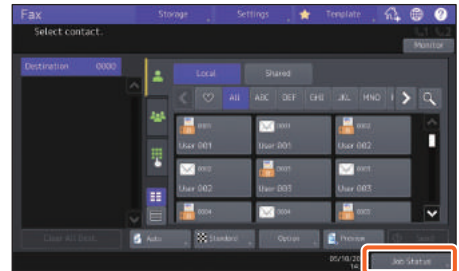 Fax Storage Settings Template
Select contact.
Monitor
Destination 0000
Local Shared
All ABC DEF GHI JKL MNO
0001 0001 0002
User 001 User 001 User 002
0002 0003 0003
User 002 User 003 User 003
0004 0004
Clear All Dest. Auto Standard Option Preview Send
Job Status